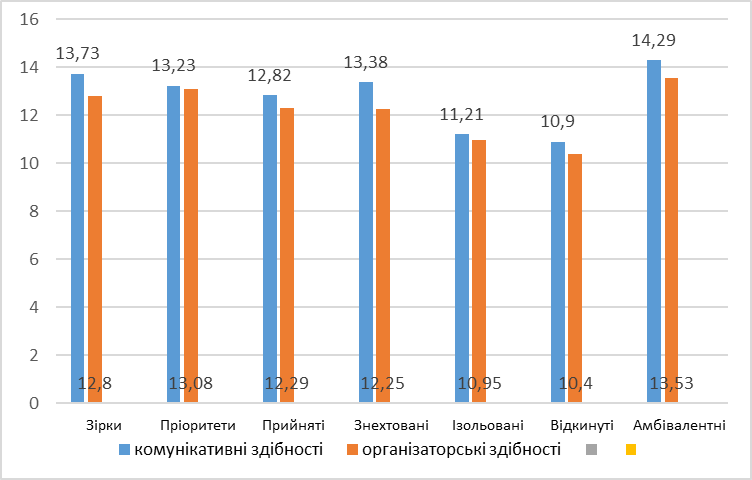 16
14
12
10
8
6
4
2
0
13,73
13,23
12,82
13,38
11,21
10,9
14,29
12,8
13,08
12,29
12,25
10,95
10,4
13,53
Зірки
Пріоритети
Прийняті
Знехтовані
Ізольовані
Відкинуті
Амбівалентні
комунікативні здібності
організаторські здібності